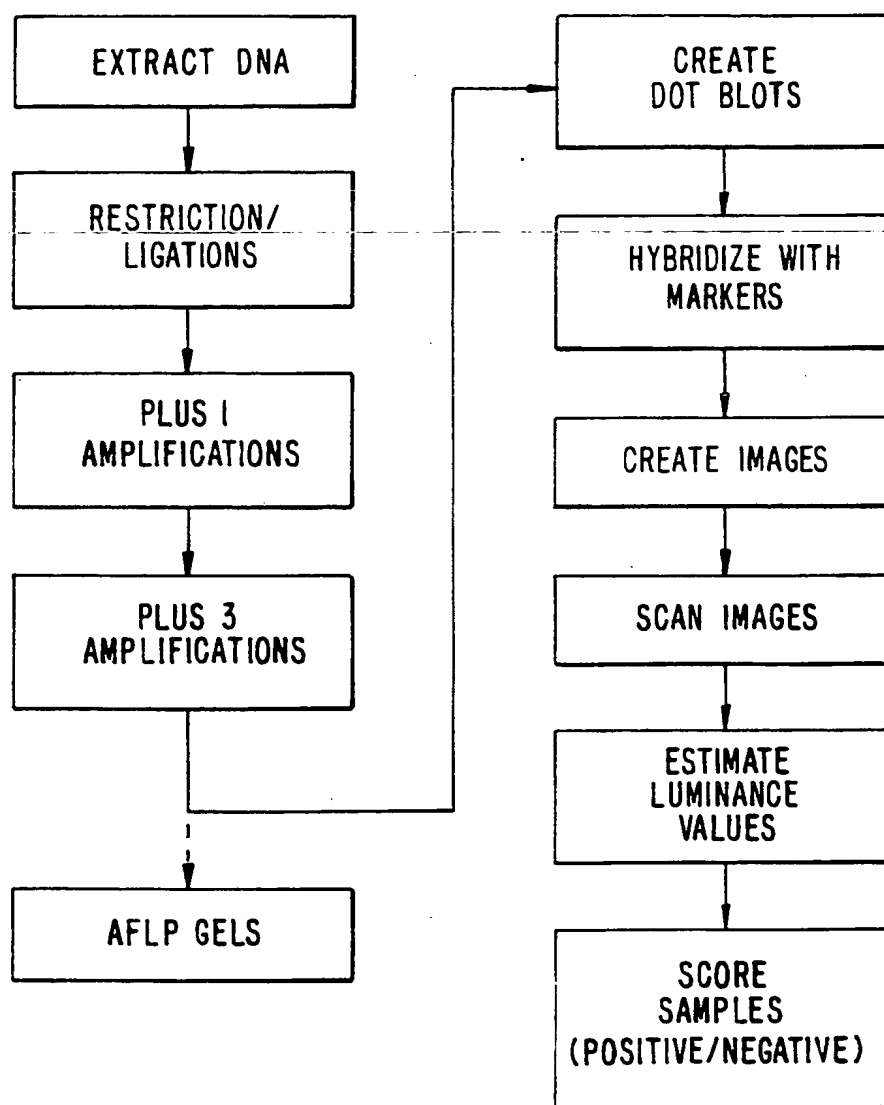 EXTRACT DNA
RESTRICTION/
LIGATIONS
PLUS 1
AMPLIFICATIONS
PLUS 3
AMPLIFICATIONS
AFLP GELS
CREATE
DOT BLOTS
HYBRIDIZE WITH
MARKERS
CREATE IMAGES
SCAN IMAGES
ESTIMATE
LUMINANCE
VALUES
SCORE
SAMPLES
(POSITIVE/NEGATIVE)